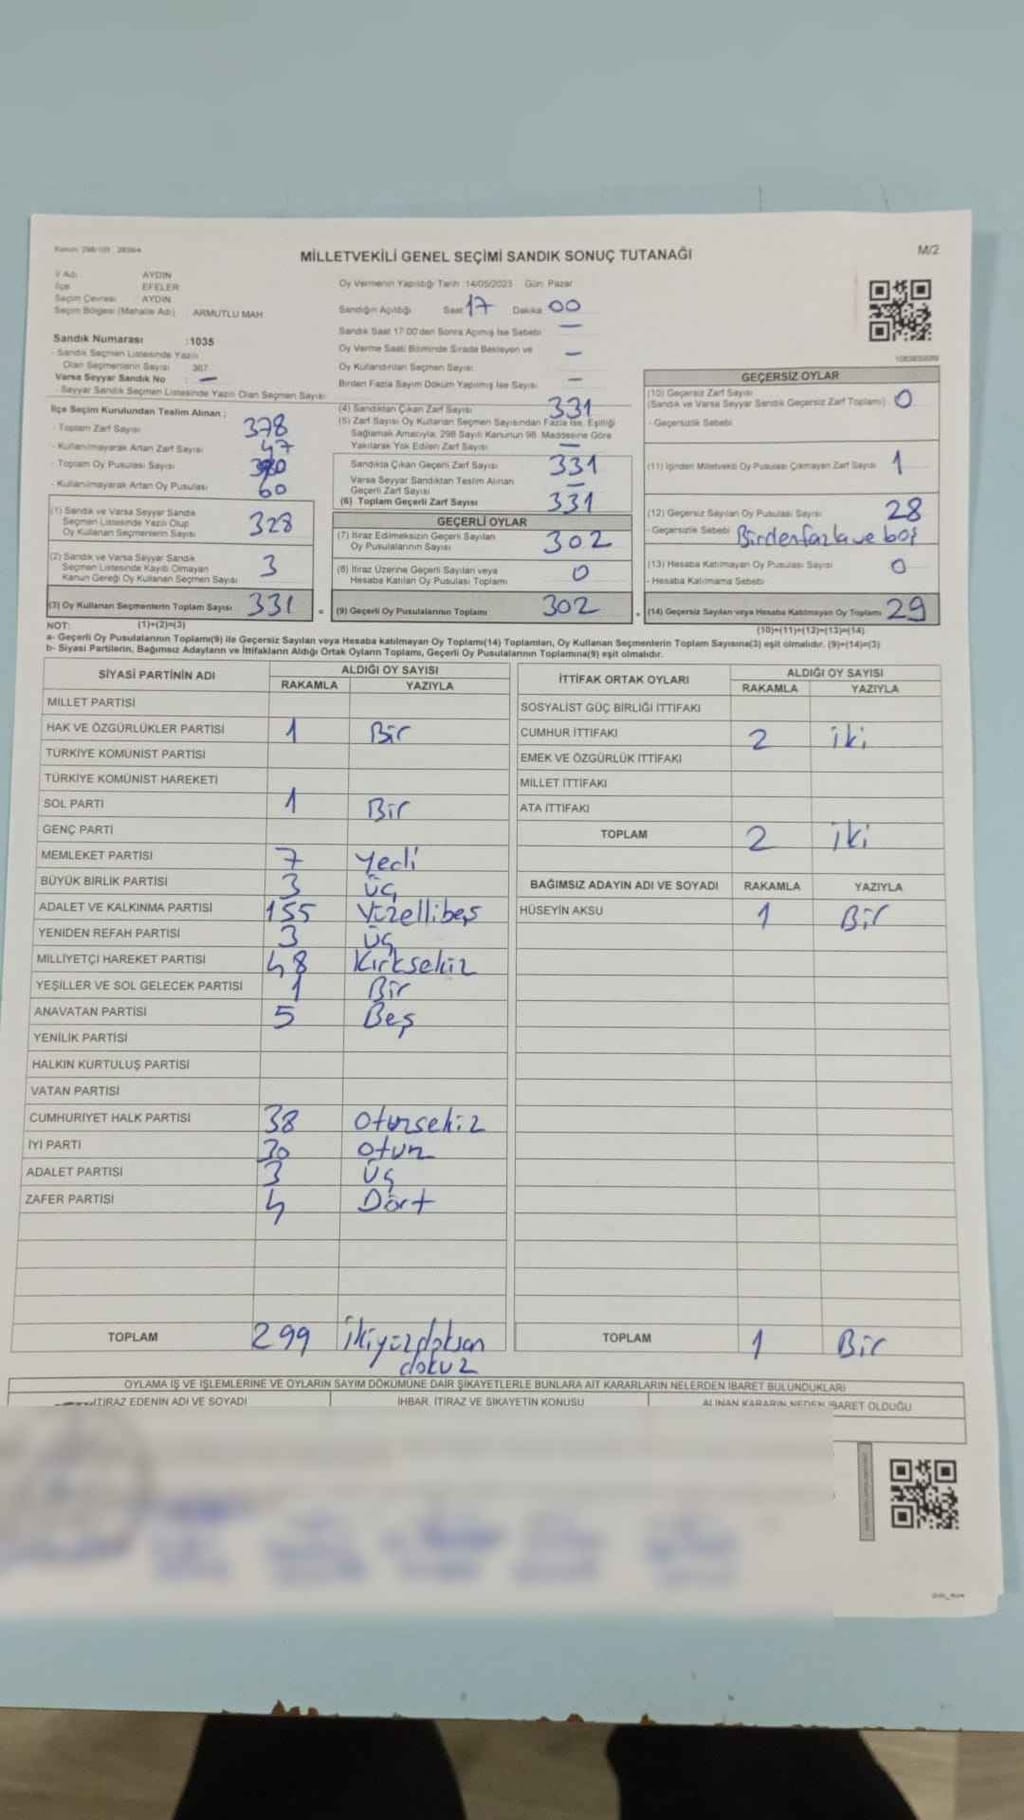 MİLLETVEKİLİ GENEL SEÇİMİ SANDIK SONUÇ TUTANAĞI
M/2
İl Adı : AYDIN
İlçe EFELER
Seçim Çevresi AYDIN
Seçim Bölgesi (Mahalle Adı) ARMUTLU MAH.
Sandık Numarası :1035
- Sandık Seçmen Listesinde Yazılı
Olan Seçmenlerin Sayısı 387
Varsa Seyyar Sandık No : —
- Seyyar Sandık Seçmen Listesinde Yazılı Olan Seçmen Sayısı
Oy Vermenin Yapıldığı Tarih :14/05/2023 Gün: Pazar
Sandığın Açıldığı Saat 17 Dakika 00
Sandık Saat 17:00'den Sonra Açılmış İse Sebebi —
Oy Verme Saati Bitiminde Sırada Bekleyen ve
Oy Kullandırılan Seçmen Sayısı —
Birden Fazla Sayım Döküm Yapılmış İse Sayısı —
İlçe Seçim Kurulundan Teslim Alınan :
- Toplam Zarf Sayısı 378
- Kullanılmayarak Artan Zarf Sayısı 47
- Toplam Oy Pusulası Sayısı
- Kullanılmayarak Artan Oy Pusulası 60
(1) Sandık ve Varsa Seyyar Sandık
Seçmen Listesinde Yazılı Olup
Oy Kullanan Seçmenlerin Sayısı 328
(2) Sandık ve Varsa Seyyar Sandık
Seçmen Listesinde Kayıtlı Olmayan
Kanun Gereği Oy Kullanan Seçmen Sayısı 3
(3) Oy Kullanan Seçmenlerin Toplam Sayısı 331
(4) Sandıktan Çıkan Zarf Sayısı 331
(5) Zarf Sayısı Oy Kullanan Seçmen Sayısından Fazla İse, Eşitliği
Sağlamak Amacıyla, 298 Sayılı Kanunun 98. Maddesine Göre
Yakılarak Yok Edilen Zarf Sayısı —
Sandıkta Çıkan Geçerli Zarf Sayısı 331
Varsa Seyyar Sandıktan Teslim Alınan
Geçerli Zarf Sayısı —
(6) Toplam Geçerli Zarf Sayısı 331
GEÇERLİ OYLAR
(7) İtiraz Edilmeksizin Geçerli Sayılan
Oy Pusulalarının Sayısı 302
(8) İtiraz Üzerine Geçerli Sayılan veya
Hesaba Katılan Oy Pusulası Toplamı 0
(9) Geçerli Oy Pusulalarının Toplamı 302
GEÇERSİZ OYLAR
(10) Geçersiz Zarf Sayısı
(Sandık ve Varsa Seyyar Sandık Geçersiz Zarf Toplamı) 0
- Geçersizlik Sebebi
(11) İçinden Milletvekili Oy Pusulası Çıkmayan Zarf Sayısı 1
(12) Geçersiz Sayılan Oy Pusulası Sayısı 28
- Geçersizlik Sebebi Birden fazla ve boş
(13) Hesaba Katılmayan Oy Pusulası Sayısı 0
- Hesaba Katılmama Sebebi
(14) Geçersiz Sayılan veya Hesaba Katılmayan Oy Toplamı 29
NOT: (1)+(2)=(3) (10)+(11)+(12)+(13)=(14)
a- Geçerli Oy Pusulalarının Toplamı(9) ile Geçersiz Sayılan veya Hesaba katılmayan Oy Toplamı(14) Toplamları, Oy Kullanan Seçmenlerin Toplam Sayısına(3) eşit olmalıdır. (9)+(14)=(3)
b- Siyasi Partilerin, Bağımsız Adayların ve İttifakların Aldığı Ortak Oyların Toplamı, Geçerli Oy Pusulalarının Toplamına(9) eşit olmalıdır.
SİYASİ PARTİNİN ADI ALDIĞI OY SAYISI
RAKAMLA YAZIYLA
MİLLET PARTİSİ
HAK VE ÖZGÜRLÜKLER PARTİSİ 1 Bir
TÜRKİYE KOMÜNİST PARTİSİ
TÜRKİYE KOMÜNİST HAREKETİ
SOL PARTİ 1 Bir
GENÇ PARTİ
MEMLEKET PARTİSİ 7 Yedi
BÜYÜK BİRLİK PARTİSİ 3 Üç
ADALET VE KALKINMA PARTİSİ 155 Yüzellibeş
YENİDEN REFAH PARTİSİ 3 Üç
MİLLİYETÇİ HAREKET PARTİSİ 48 Kırksekiz
YEŞİLLER VE SOL GELECEK PARTİSİ 1 Bir
ANAVATAN PARTİSİ 5 Beş
YENİLİK PARTİSİ
HALKIN KURTULUŞ PARTİSİ
VATAN PARTİSİ
CUMHURİYET HALK PARTİSİ 38 Otuzsekiz
İYİ PARTİ 30 Otuz
ADALET PARTİSİ 3 Üç
ZAFER PARTİSİ 4 Dört
TOPLAM 299 İkiyüzdoksan
dokuz
İTTİFAK ORTAK OYLARI ALDIĞI OY SAYISI
RAKAMLA YAZIYLA
SOSYALİST GÜÇ BİRLİĞİ İTTİFAKI
CUMHUR İTTİFAKI 2 iki
EMEK VE ÖZGÜRLÜK İTTİFAKI
MİLLET İTTİFAKI
ATA İTTİFAKI
TOPLAM 2 iki
BAĞIMSIZ ADAYIN ADI VE SOYADI RAKAMLA YAZIYLA
HÜSEYİN AKSU 1 Bir
TOPLAM 1 Bir
OYLAMA İŞ VE İŞLEMLERİNE VE OYLARIN SAYIM DÖKÜMÜNE DAİR ŞİKAYETLERLE BUNLARA AİT KARARLARIN NELERDEN İBARET BULUNDUKLARI
İTİRAZ EDENİN ADI VE SOYADI İHBAR, İTİRAZ VE ŞİKAYETİN KONUSU ALINAN KARARIN NEDEN İBARET OLDUĞU